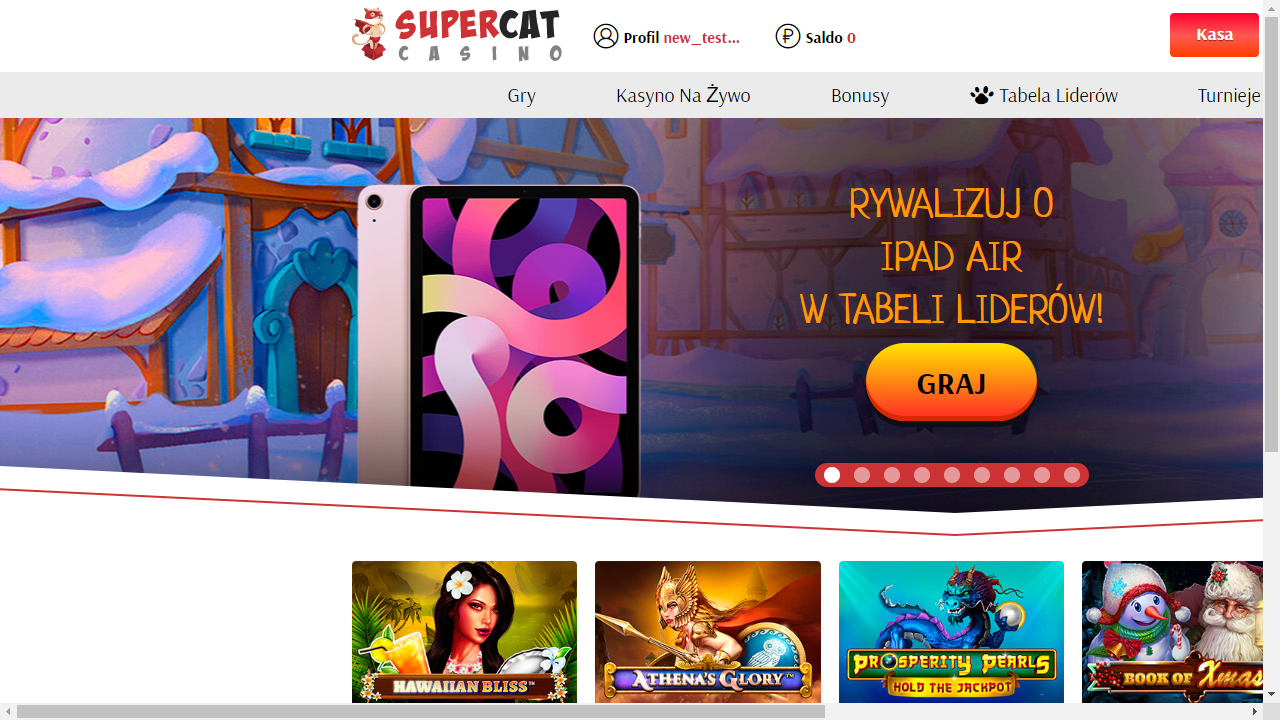 SUPERCAT
CASINO
Profil new_test...
Saldo 0
Kasa
Gry
Kasyno Na Żywo
Bonusy
Tabela Liderów
Turnieje
RYWALIZUJ O
IPAD AIR
W TABELI LIDERÓW!
GRAJ
HAWAIIAN BLISS™
ATHENA'S GLORY™
PROSPERITY PEARLS
HOLD THE JACKPOT
BOOK OF Xmas